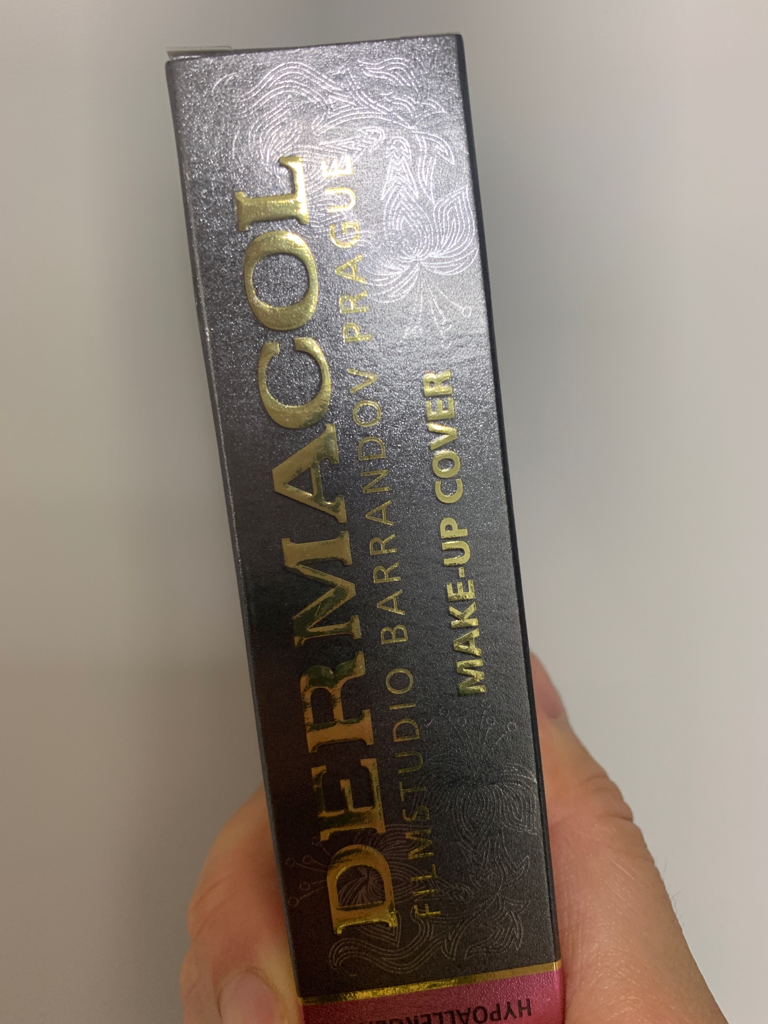 DERMACOL
FILMSTUDIO BARRANDOV PRAGUE
MAKE-UP COVER